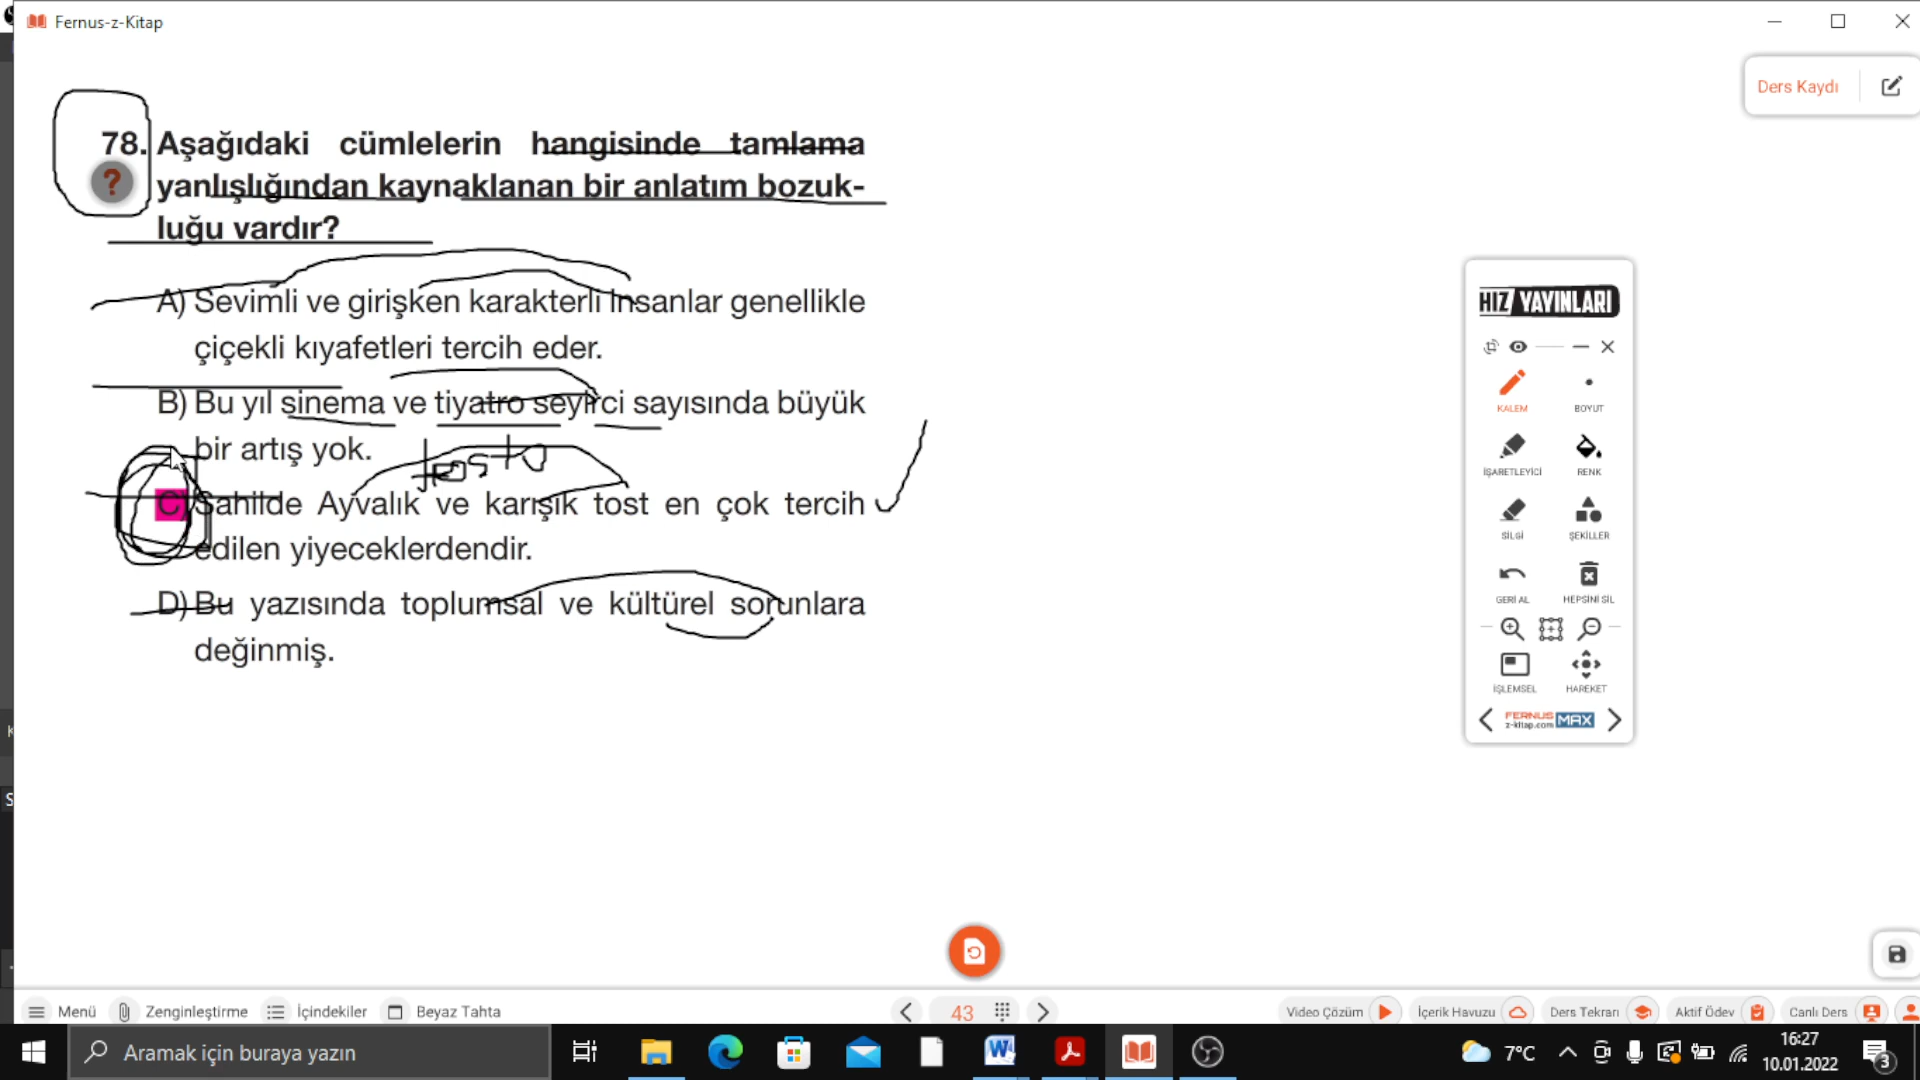 Fernus-z-Kitap
Ders Kaydı
78. Aşağıdaki cümlelerin hangisinde tamlama
? yanlışlığından kaynaklanan bir anlatım bozuk-
luğu vardır?
A) Sevimli ve girişken karakterli insanlar genellikle
çiçekli kıyafetleri tercih eder.
B) Bu yıl sinema ve tiyatro seyirci sayısında büyük
bir artış yok.
tostu
C) Sahilde Ayvalık ve karışık tost en çok tercih
edilen yiyeceklerdendir.
D) Bu yazısında toplumsal ve kültürel sorunlara
değinmiş.
HIZ YAYINLARI
KALEM BOYUT
İŞARETLEYİCİ RENK
SİLGİ ŞEKİLLER
GERİ AL HEPSİNİ SİL
İŞLEMSEL HAREKET
FERNUS
z-kitap.com MAX
Menü Zenginleştirme İçindekiler Beyaz Tahta 43 Video Çözüm İçerik Havuzu Ders Tekrarı Aktif Ödev Canlı Ders
Aramak için buraya yazın 7°C 16:27
10.01.2022 3